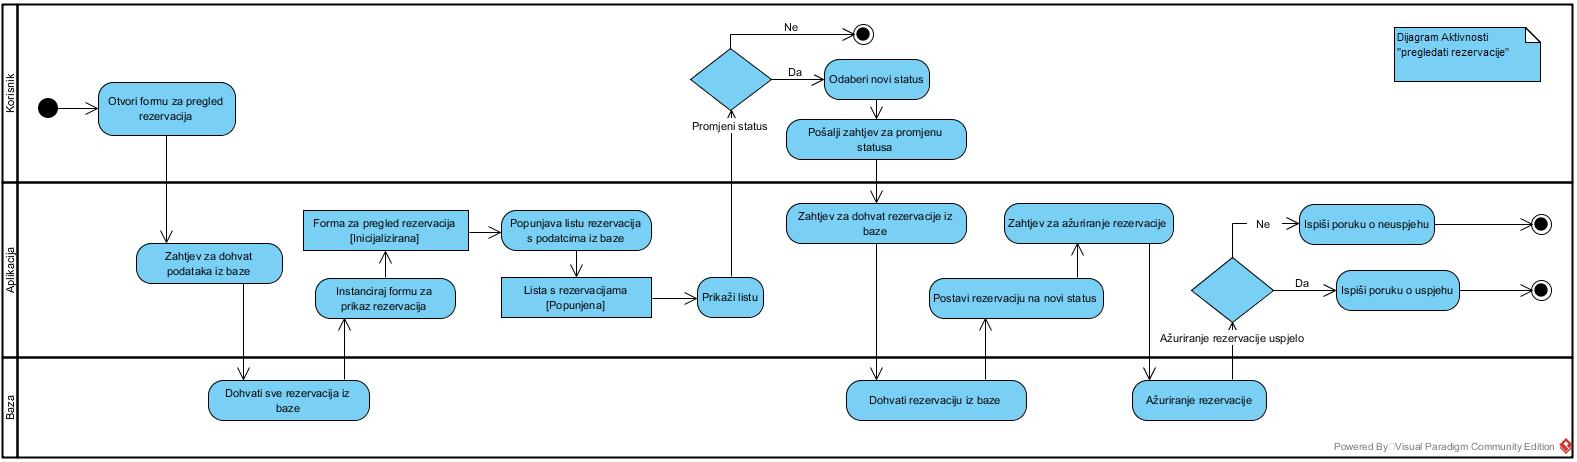 Korisnik
Otvori formu za pregled
rezervacija
Ne
Da
Promjeni status
Odaberi novi status
Pošalji zahtjev za promjenu
statusa
Dijagram Aktivnosti
"pregledati rezervacije"
Aplikacija
Zahtjev za dohvat
podataka iz baze
Forma za pregled rezervacija
[Inicijalizirana]
Instanciraj formu za
prikaz rezervacija
Popunjava listu rezervacija
s podatcima iz baze
Lista s rezervacijama
[Popunjena]
Prikaži listu
Zahtjev za dohvat rezervacije iz
baze
Postavi rezervaciju na novi status
Zahtjev za ažuriranje rezervacije
Ne
Ispiši poruku o neuspjehu
Da
Ispiši poruku o uspjehu
Ažuriranje rezervacije uspjelo
Baza
Dohvati sve rezervacija iz
baze
Dohvati rezervaciju iz baze
Ažuriranje rezervacije
Powered By Visual Paradigm Community Edition